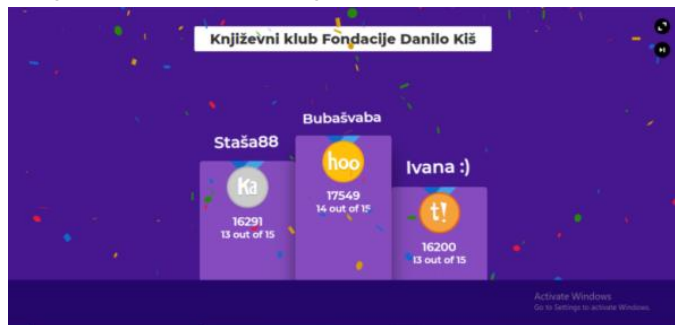 Književni klub Fondacije Danilo Kiš
Bubašvaba
Staša88
Ivana :)
hoo
17549
14 out of 15
Ka
16291
13 out of 15
t!
16200
13 out of 15
Activate Windows
Go to Settings to activate Windows.